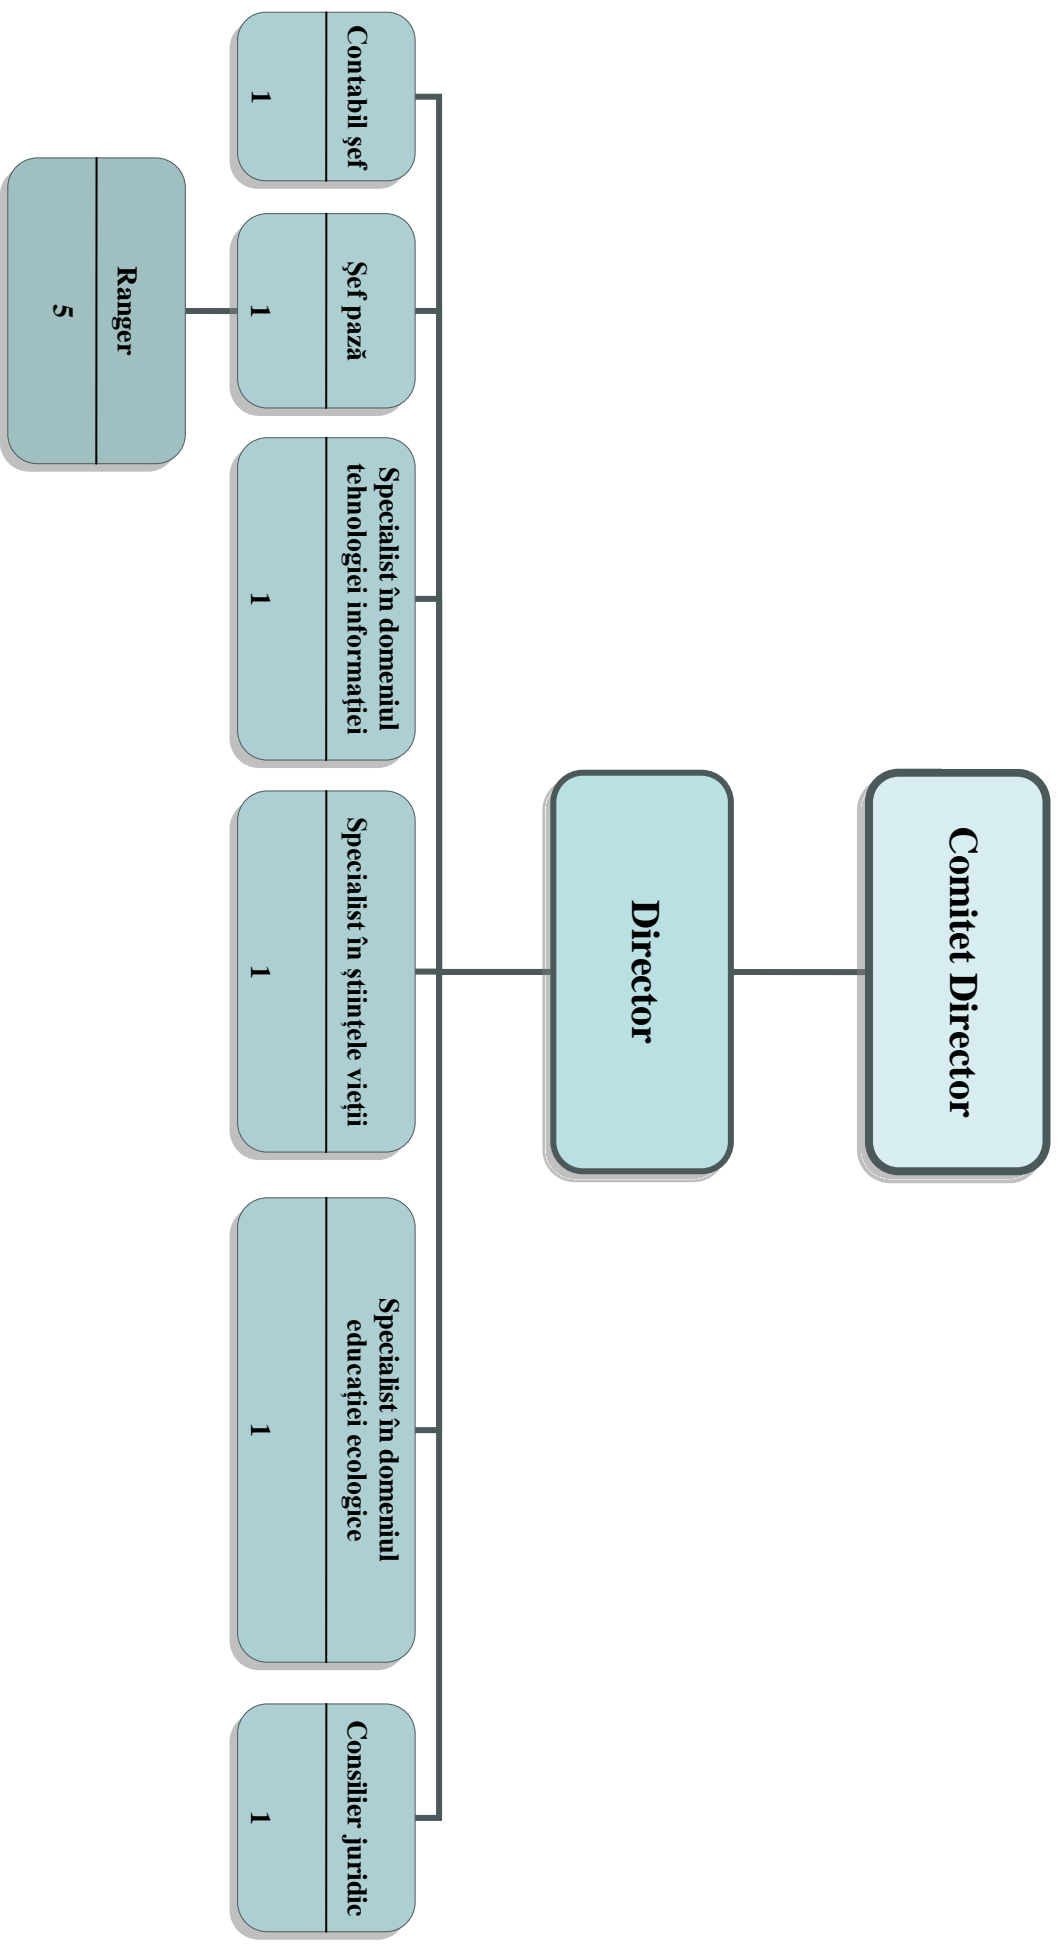 Comitet Director
Director
Contabil şef
1
Şef pază
1
Specialist în domeniul
tehnologiei informaţiei
1
Specialist în ştiinţele vieţii
1
Specialist în domeniul
educaţiei ecologice
1
Consilier juridic
1
Ranger
5